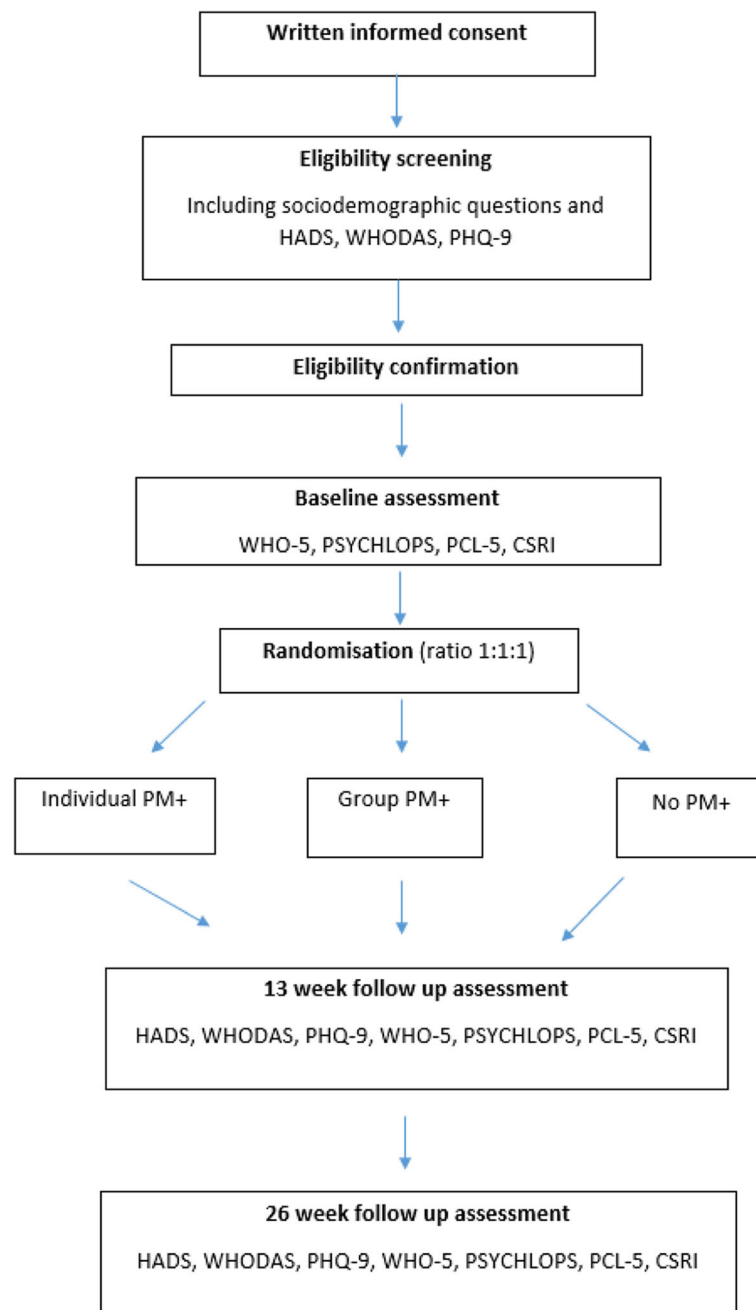 Written informed consent
Eligibility screening
Including sociodemographic questions and
HADS, WHODAS, PHQ-9
Eligibility confirmation
Baseline assessment
WHO-5, PSYCHLOPS, PCL-5, CSRI
Randomisation (ratio 1:1:1)
Individual PM+
Group PM+
No PM+
13 week follow up assessment
HADS, WHODAS, PHQ-9, WHO-5, PSYCHLOPS, PCL-5, CSRI
26 week follow up assessment
HADS, WHODAS, PHQ-9, WHO-5, PSYCHLOPS, PCL-5, CSRI